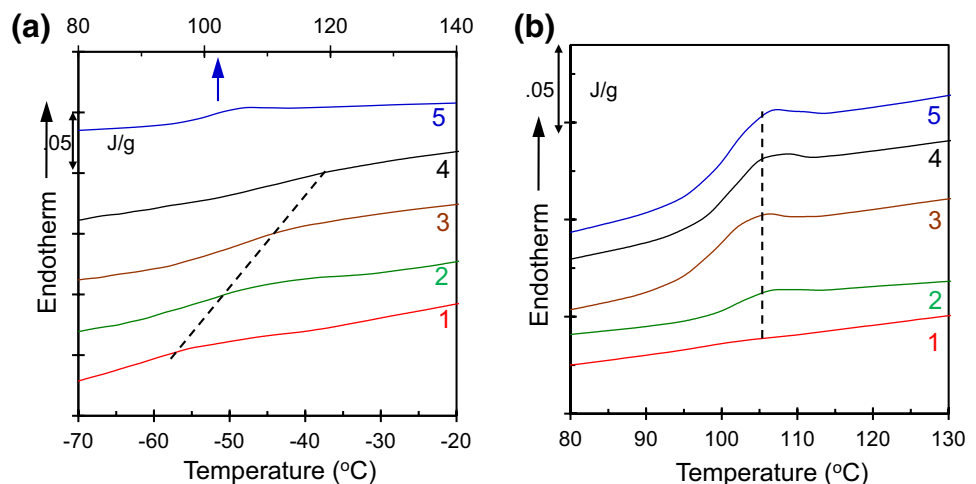 (a)
80 100 120 140
Endotherm
.05
J/g
5
4
3
2
1
-70 -60 -50 -40 -30 -20
Temperature (°C)
(b)
Endotherm
.05
J/g
5
4
3
2
1
80 90 100 110 120 130
Temperature (°C)